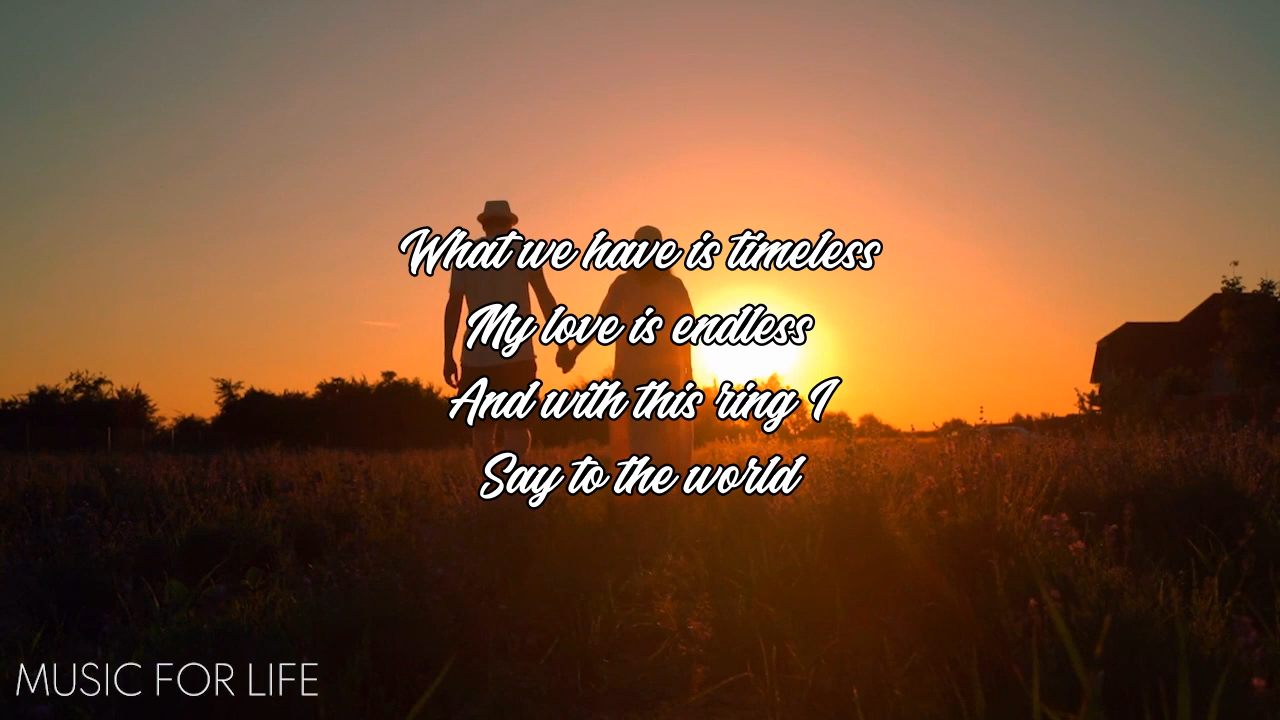 What we have is timeless
My love is endless
And with this ring I
Say to the world
MUSIC FOR LIFE